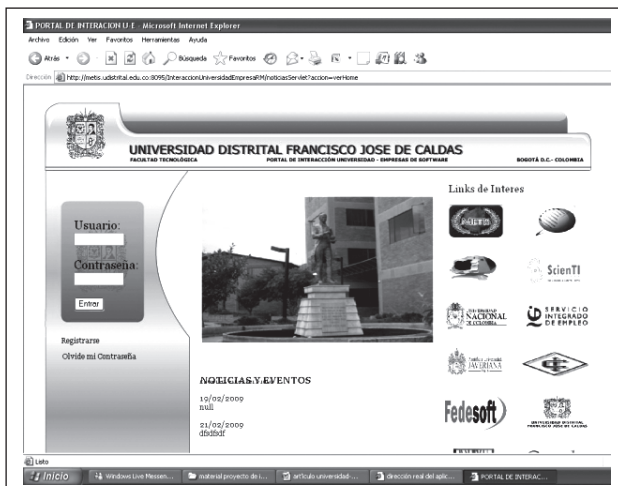 PORTAL DE INTERACION U-E - Microsoft Internet Explorer
Archivo Edición Ver Favoritos Herramientas Ayuda
Atrás Búsqueda Favoritos
Dirección http://metis.udistrital.edu.co:8095/InteraccionUniversidadEmpresaRM/noticiasServlet?accion=verHome
UNIVERSIDAD DISTRITAL FRANCISCO JOSE DE CALDAS
FACULTAD TECNOLÓGICA PORTAL DE INTERACCIÓN UNIVERSIDAD - EMPRESAS DE SOFTWARE BOGOTÁ D.C.- COLOMBIA
Links de Interes
Usuario:
Contraseña:
Entrar
Registrarse
Olvide mi Contraseña
ScienTI
UNIVERSIDAD NACIONAL DE COLOMBIA
SERVICIO INTEGRADO DE EMPLEO
JAVERIANA
Fedesoft
UNIVERSIDAD DISTRITAL FRANCISCO JOSE DE CALDAS
NOTICIAS Y EVENTOS
19/02/2009
null
21/02/2009
dfsdfsdf
Listo
Inicio Windows Live Messen... material proyecto de i... artículo universidad-... dirección real del aplic... PORTAL DE INTERAC...